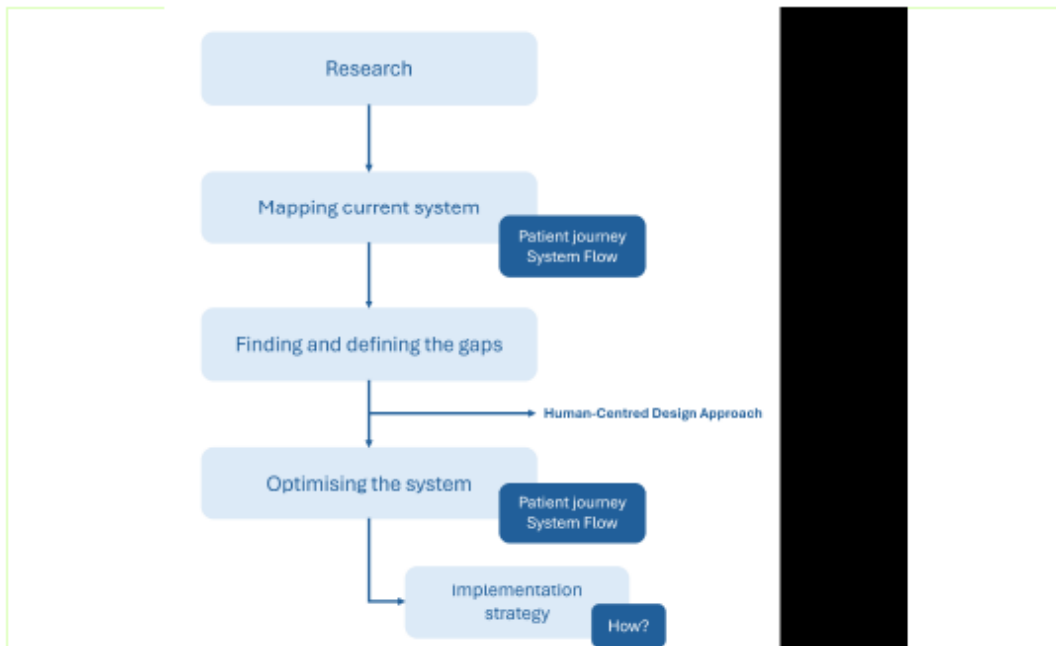 Research
Mapping current system
Patient journey
System Flow
Finding and defining the gaps
Human-Centred Design Approach
Optimising the system
Patient journey
System Flow
Implementation
strategy
How?